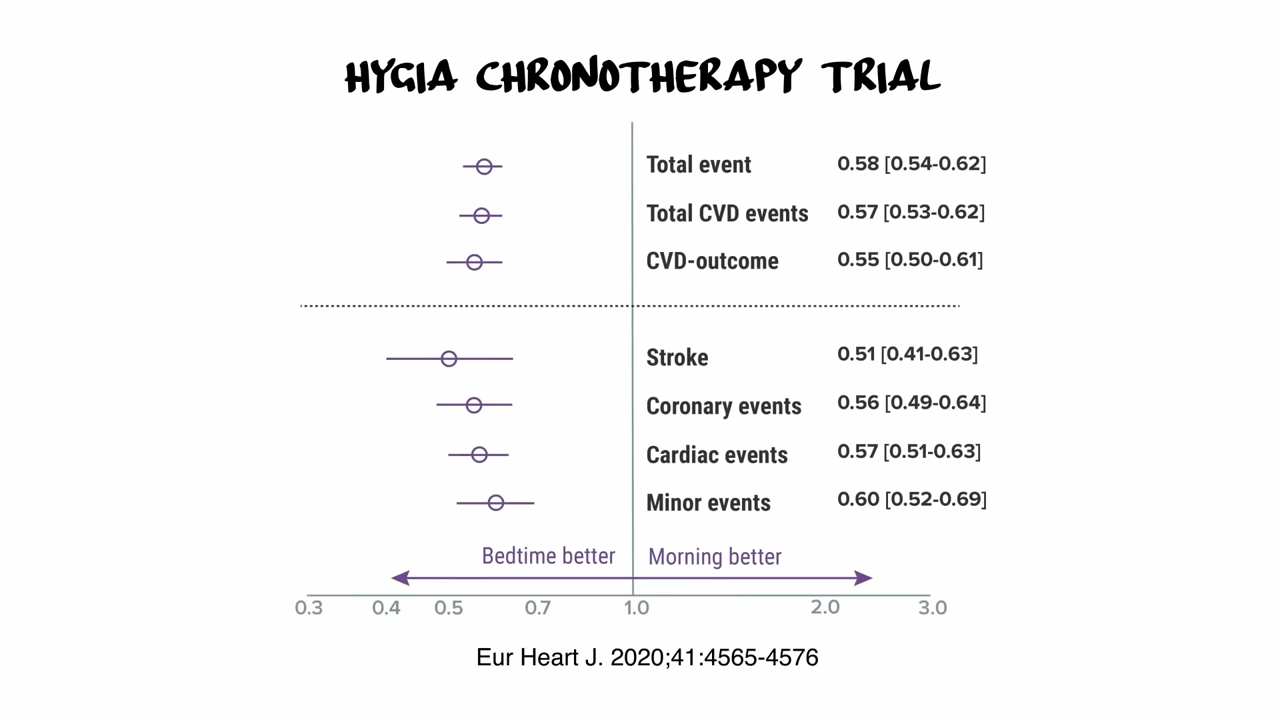 HYGIA CHRONOTHERAPY TRIAL
Total event 0.58 [0.54-0.62]
Total CVD events 0.57 [0.53-0.62]
CVD-outcome 0.55 [0.50-0.61]
Stroke 0.51 [0.41-0.63]
Coronary events 0.56 [0.49-0.64]
Cardiac events 0.57 [0.51-0.63]
Minor events 0.60 [0.52-0.69]
Bedtime better Morning better
0.3 0.4 0.5 0.7 1.0 2.0 3.0
Eur Heart J. 2020;41:4565-4576